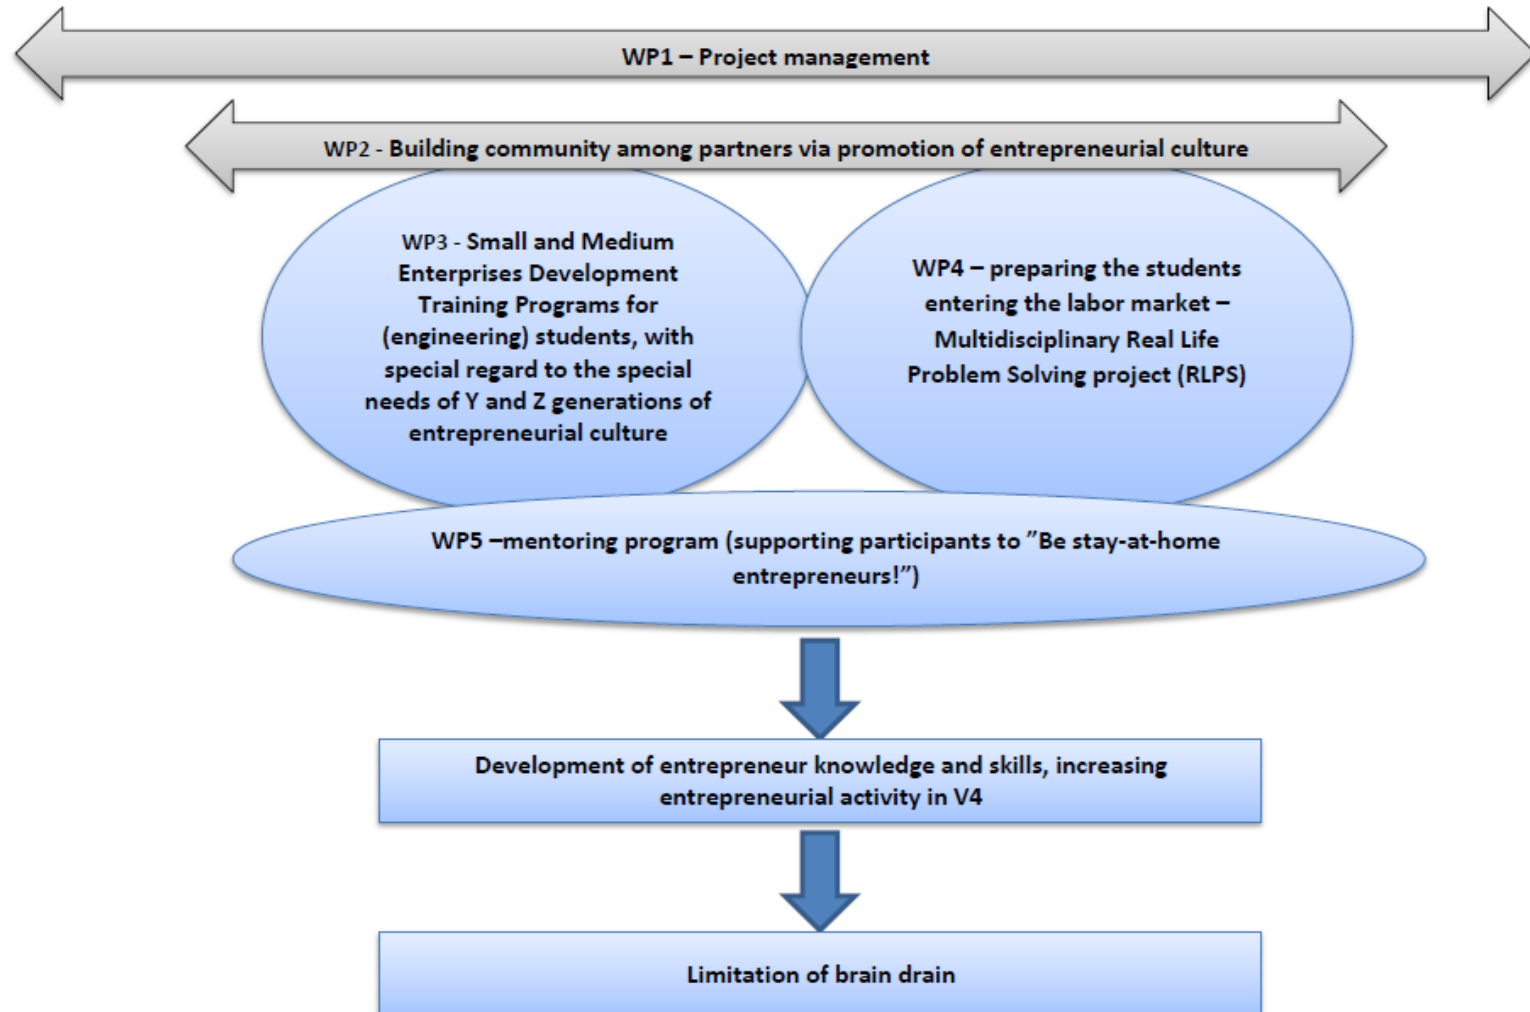 WP1 – Project management
WP2 - Building community among partners via promotion of entrepreneurial culture
WP3 - Small and Medium
Enterprises Development
Training Programs for
(engineering) students, with
special regard to the special
needs of Y and Z generations of
entrepreneurial culture
WP4 – preparing the students
entering the labor market –
Multidisciplinary Real Life
Problem Solving project (RLPS)
WP5 –mentoring program (supporting participants to ”Be stay-at-home
entrepreneurs!”)
Development of entrepreneur knowledge and skills, increasing
entrepreneurial activity in V4
Limitation of brain drain